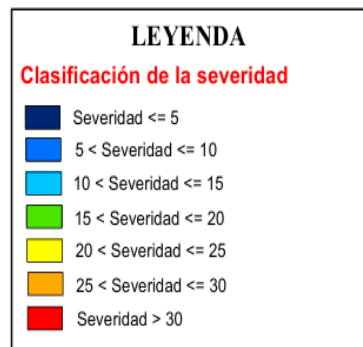 LEYENDA
Clasificación de la severidad
Severidad <= 5
5 < Severidad <= 10
10 < Severidad <= 15
15 < Severidad <= 20
20 < Severidad <= 25
25 < Severidad <= 30
Severidad > 30